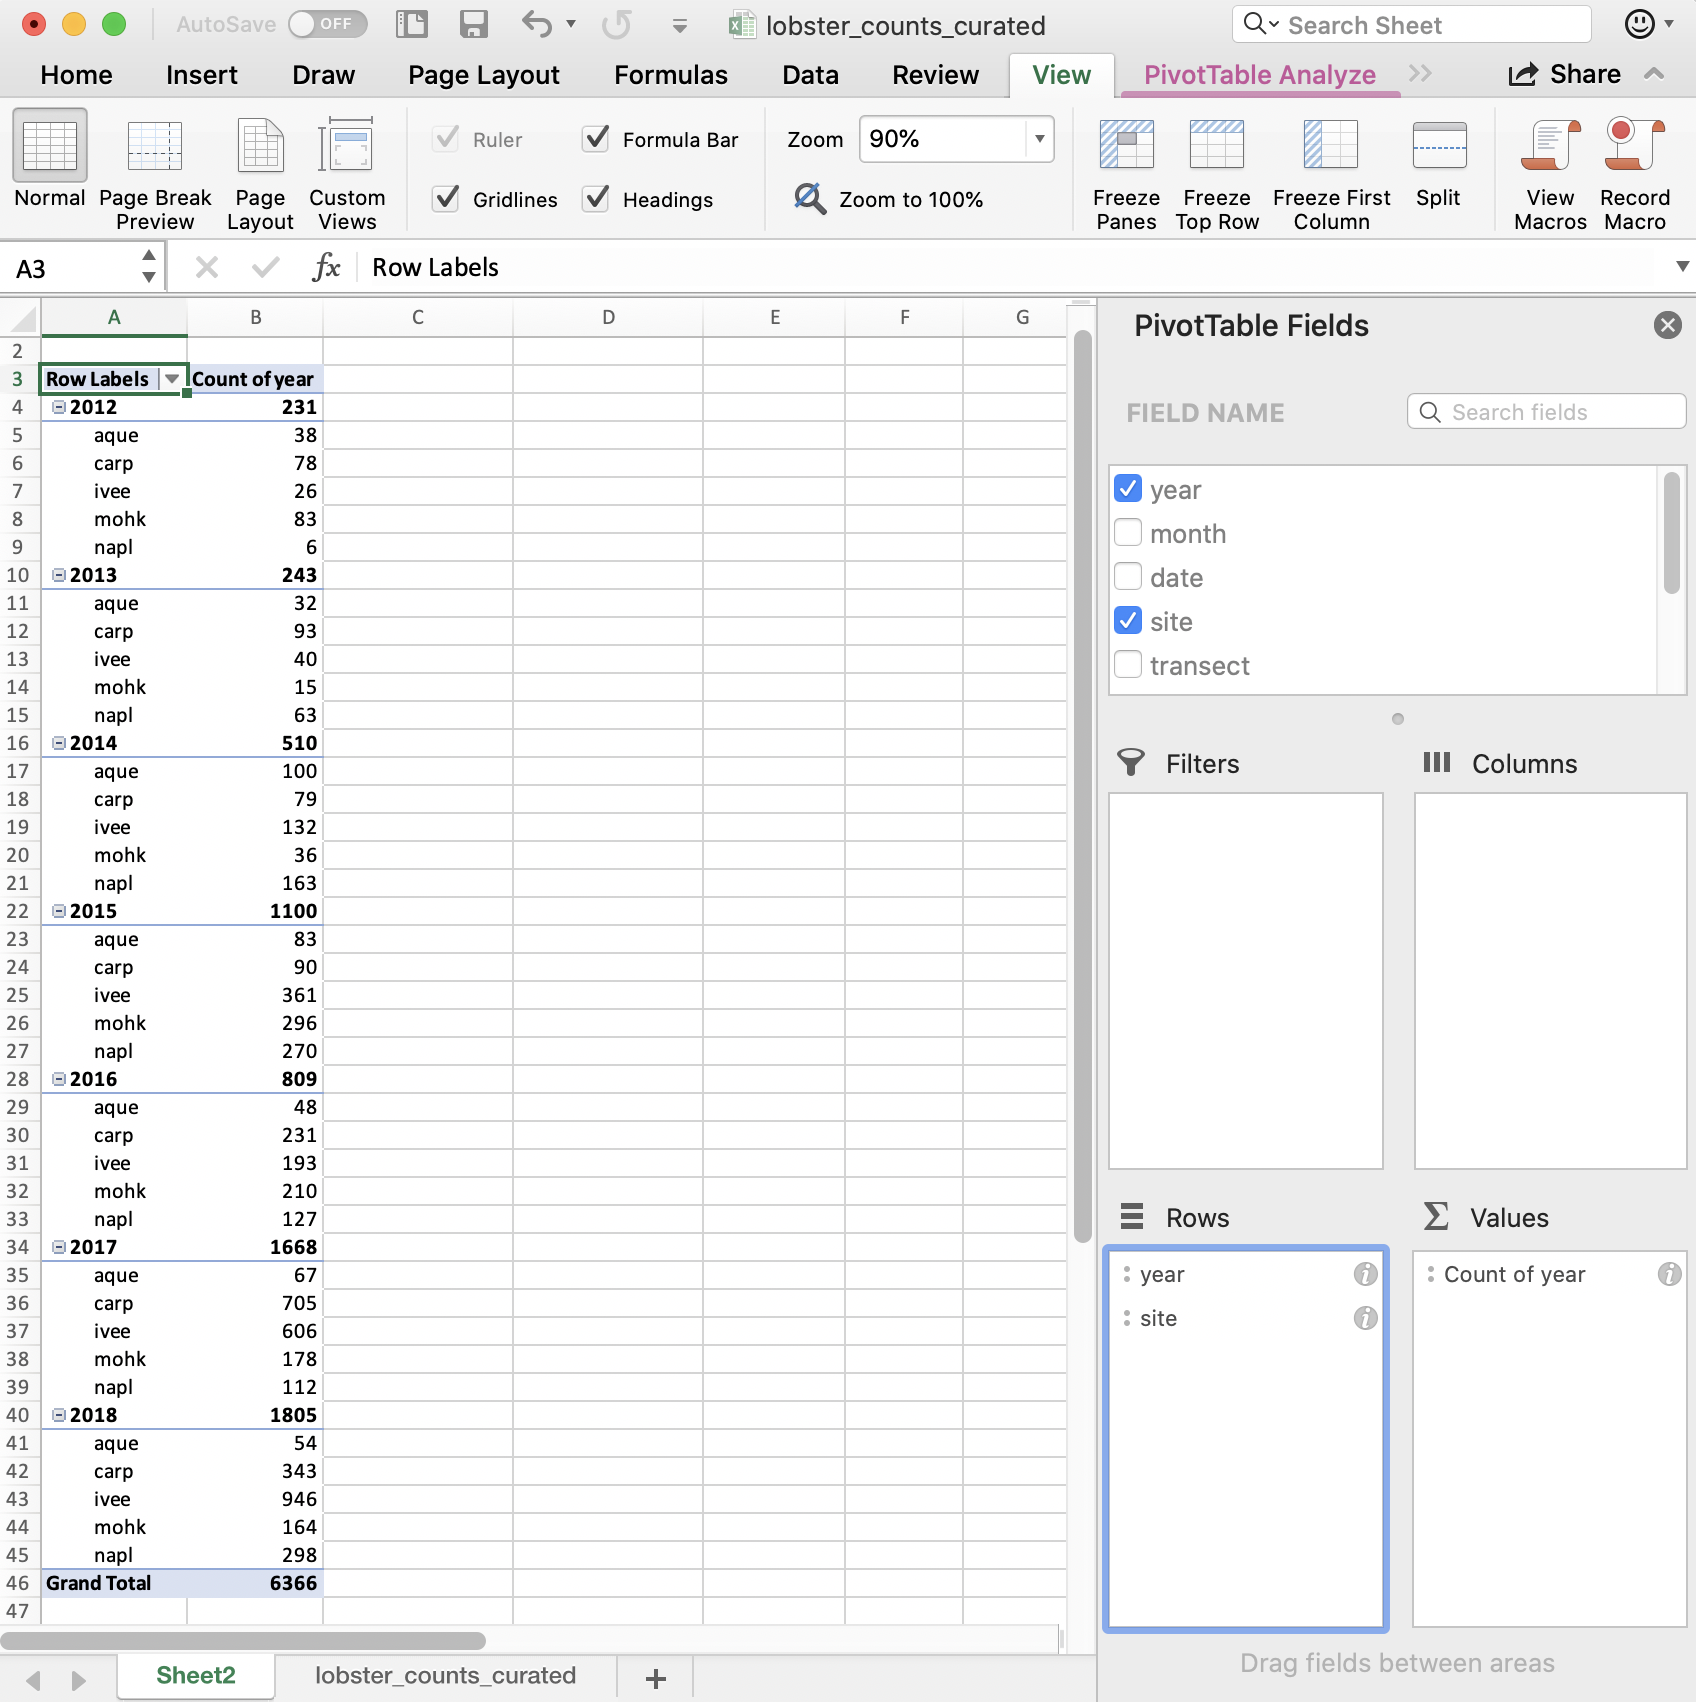 AutoSave OFF lobster_counts_curated Search Sheet
Home Insert Draw Page Layout Formulas Data Review View PivotTable Analyze Share
Ruler Formula Bar Zoom 90%
Normal Page Break Preview Page Layout Custom Views Gridlines Headings Zoom to 100% Freeze Panes Freeze Top Row Freeze First Column Split View Macros Record Macro
A3 fx Row Labels
A B C D E F G
2
3 Row Labels Count of year
4 2012 231
5 aque 38
6 carp 78
7 ivee 26
8 mohk 83
9 napl 6
10 2013 243
11 aque 32
12 carp 93
13 ivee 40
14 mohk 15
15 napl 63
16 2014 510
17 aque 100
18 carp 79
19 ivee 132
20 mohk 36
21 napl 163
22 2015 1100
23 aque 83
24 carp 90
25 ivee 361
26 mohk 296
27 napl 270
28 2016 809
29 aque 48
30 carp 231
31 ivee 193
32 mohk 210
33 napl 127
34 2017 1668
35 aque 67
36 carp 705
37 ivee 606
38 mohk 178
39 napl 112
40 2018 1805
41 aque 54
42 carp 343
43 ivee 946
44 mohk 164
45 napl 298
46 Grand Total 6366
47
Sheet2 lobster_counts_curated +
PivotTable Fields
FIELD NAME Search fields
year
month
date
site
transect
Filters Columns
Rows Values
year Count of year
site
Drag fields between areas